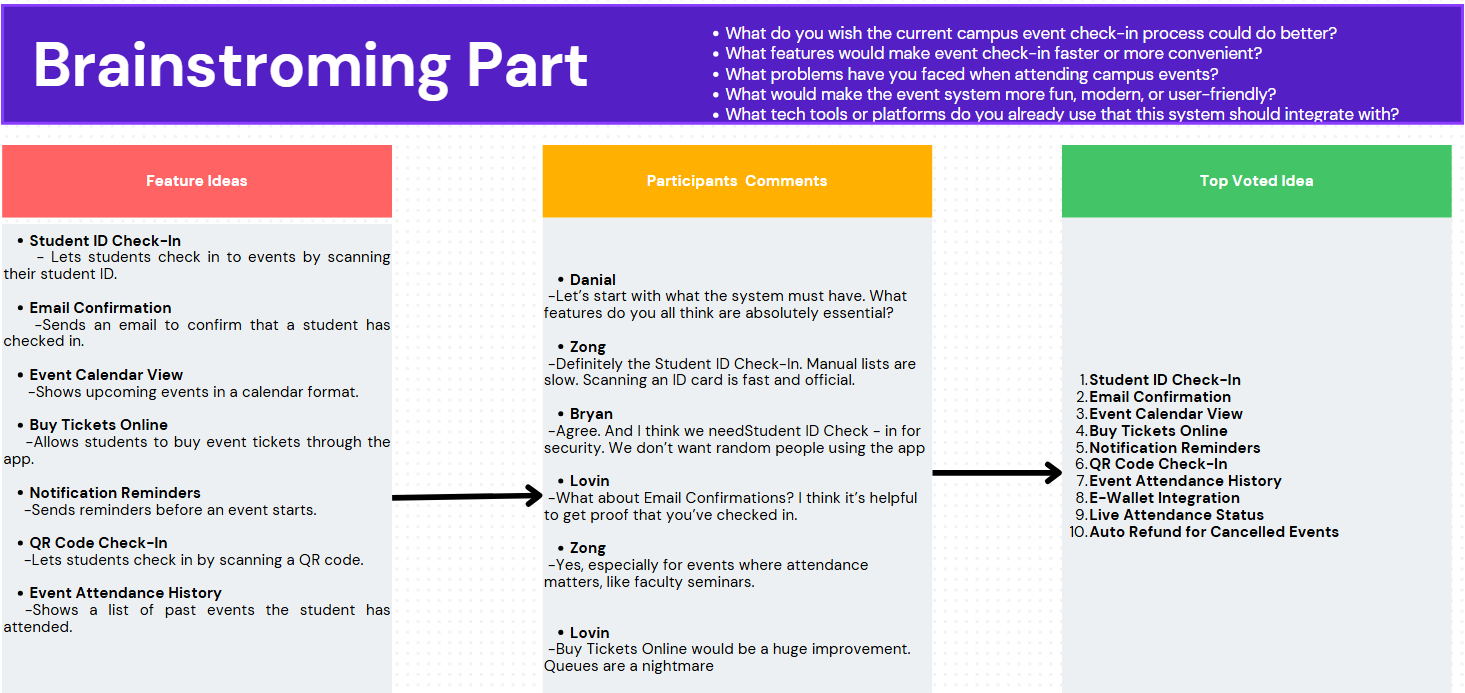 Brainstroming Part
• What do you wish the current campus event check-in process could do better?
• What features would make event check-in faster or more convenient?
• What problems have you faced when attending campus events?
• What would make the event system more fun, modern, or user-friendly?
• What tech tools or platforms do you already use that this system should integrate with?
Feature Ideas
• Student ID Check-In
- Lets students check in to events by scanning
their student ID.
• Email Confirmation
-Sends an email to confirm that a student has
checked in.
• Event Calendar View
-Shows upcoming events in a calendar format.
• Buy Tickets Online
-Allows students to buy event tickets through the
app.
• Notification Reminders
-Sends reminders before an event starts.
• QR Code Check-In
-Lets students check in by scanning a QR code.
• Event Attendance History
-Shows a list of past events the student has
attended.
Participants Comments
• Danial
-Let's start with what the system must have. What
features do you all think are absolutely essential?
• Zong
-Definitely the Student ID Check-In. Manual lists are
slow. Scanning an ID card is fast and official.
• Bryan
-Agree. And I think we needStudent ID Check - in for
security. We don't want random people using the app
• Lovin
-What about Email Confirmations? I think it's helpful
to get proof that you've checked in.
• Zong
-Yes, especially for events where attendance
matters, like faculty seminars.
• Lovin
-Buy Tickets Online would be a huge improvement.
Queues are a nightmare
Top Voted Idea
1. Student ID Check-In
2. Email Confirmation
3. Event Calendar View
4. Buy Tickets Online
5. Notification Reminders
6. QR Code Check-In
7. Event Attendance History
8. E-Wallet Integration
9. Live Attendance Status
10. Auto Refund for Cancelled Events